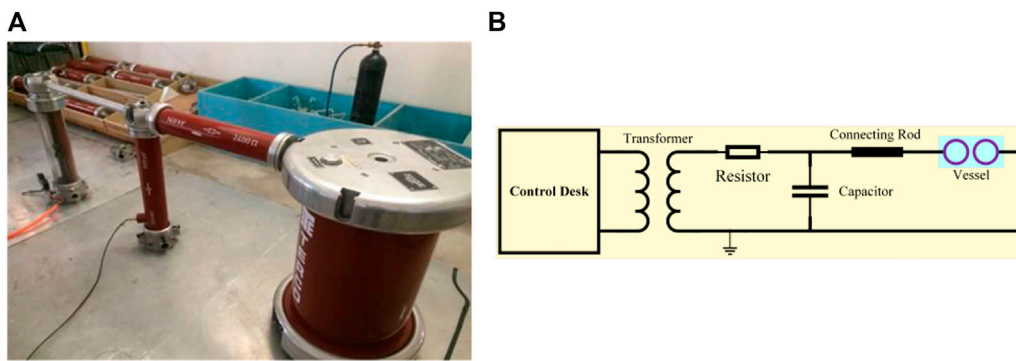 A
B
Control Desk
Transformer
Resistor
Capacitor
Connecting Rod
Vessel